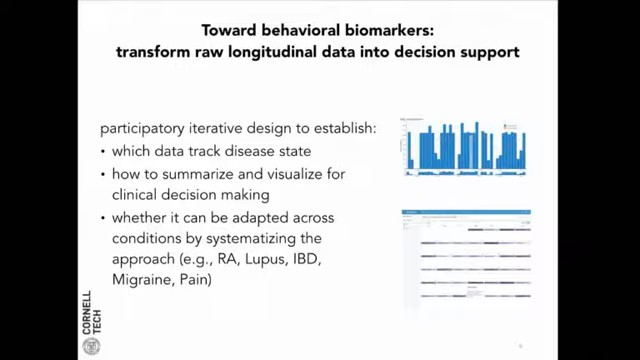 Toward behavioral biomarkers:
transform raw longitudinal data into decision support
participatory iterative design to establish:
• which data track disease state
• how to summarize and visualize for
clinical decision making
• whether it can be adapted across
conditions by systematizing the
approach (e.g., RA, Lupus, IBD,
Migraine, Pain)
CORNELL
TECH